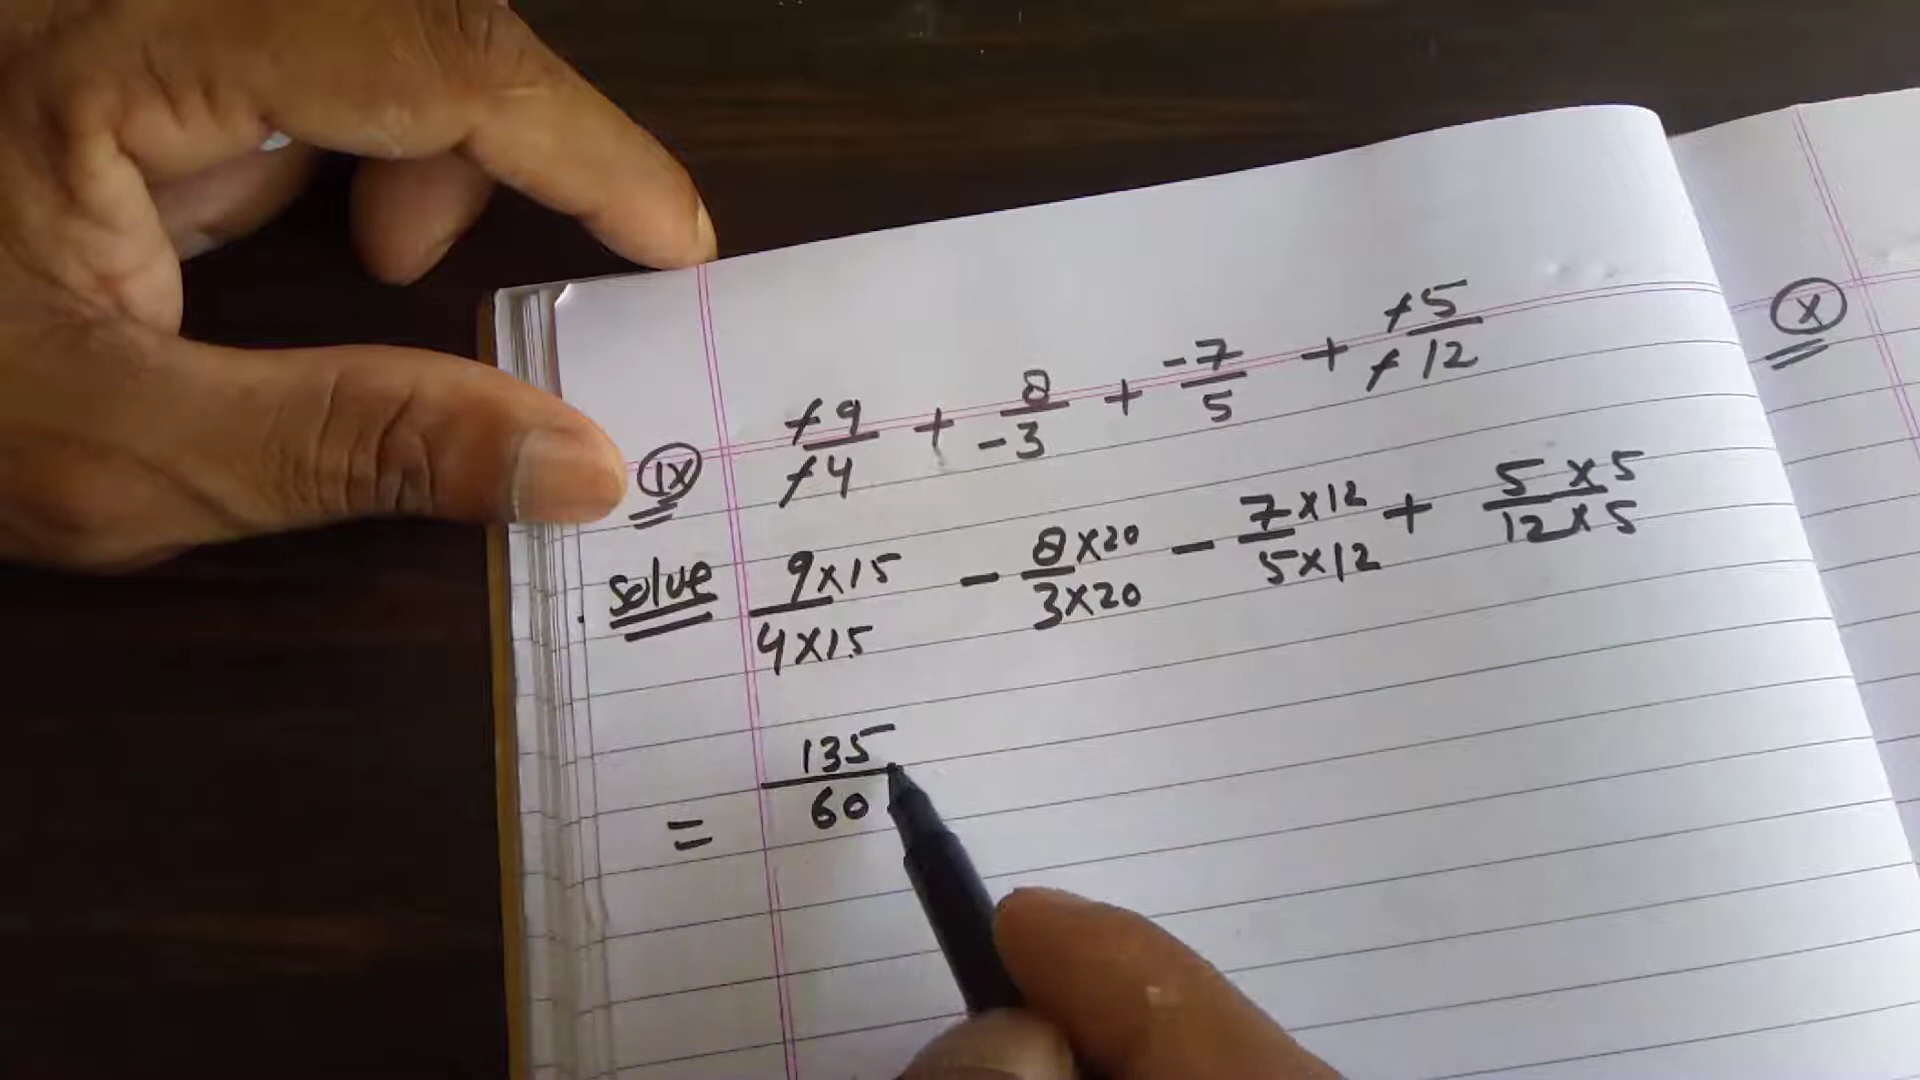 (ix) -9/-4 + 8/-3 + -7/5 + -5/-12
(x)
solve 9×15/4×15 - 8×20/3×20 - 7×12/5×12 + 5×5/12×5
= 135/60